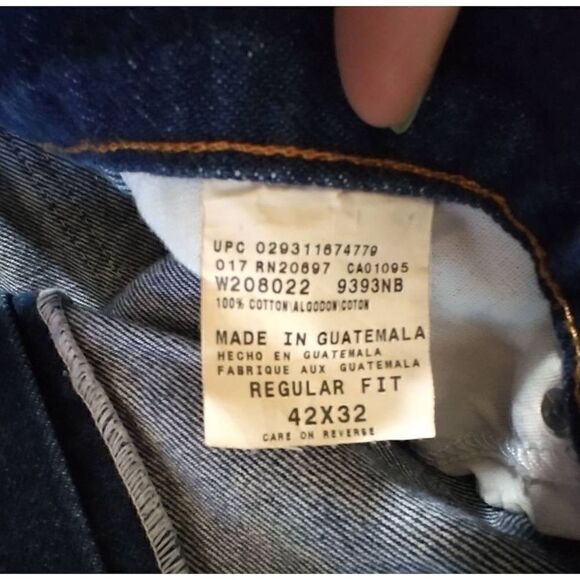 UPC 029311674779
017 RN20697 CA01095
W208022 9393NB
100% COTTON\ALGODON\COTON
MADE IN GUATEMALA
HECHO EN GUATEMALA
FABRIQUE AUX GUATEMALA
REGULAR FIT
42X32
CARE ON REVERSE